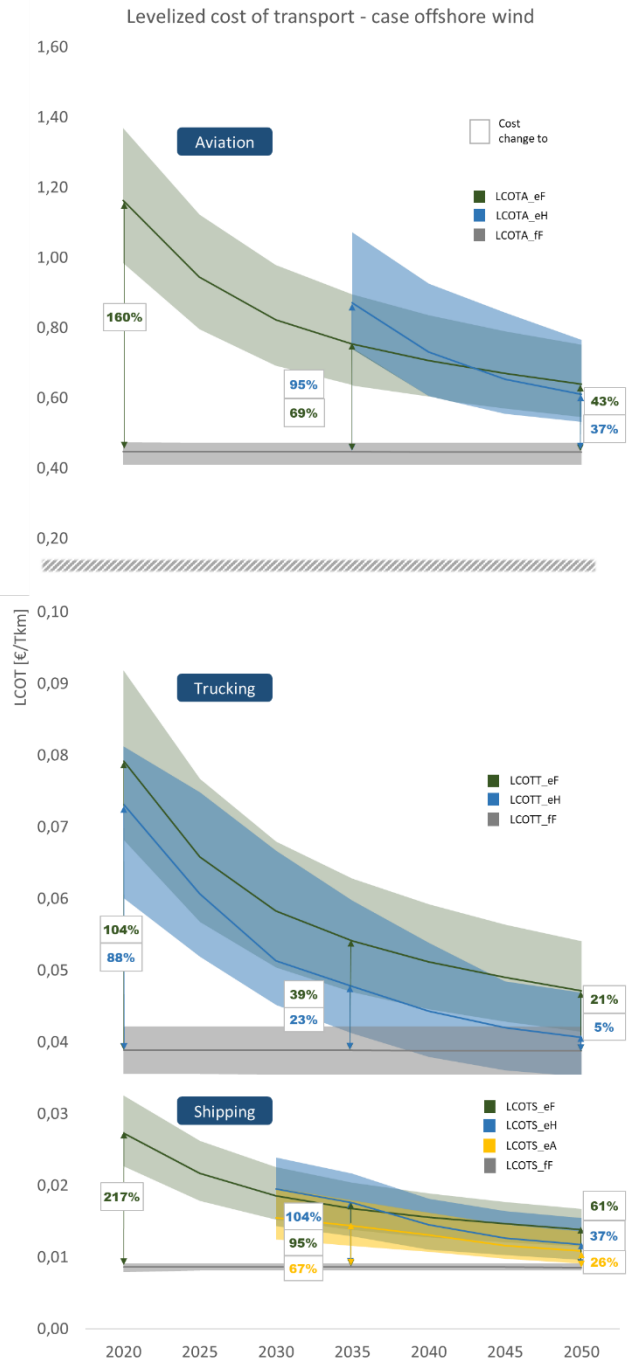 Levelized cost of transport - case offshore wind
1,60
1,40
Cost
change to
Aviation
1,20
LCOTA_eF
LCOTA_eH
LCOTA_fF
1,00
160%
0,80
95%
69%
0,60
43%
37%
0,40
0,20
LCOT [€/Tkm]
0,10
0,09
Trucking
0,08
LCOTT_eF
LCOTT_eH
LCOTT_fF
0,07
0,06
104%
88%
0,05
39%
23%
21%
5%
0,04
0,03
Shipping
LCOTS_eF
LCOTS_eH
LCOTS_eA
LCOTS_fF
0,02
217%
104%
95%
67%
61%
37%
26%
0,01
0,00
2020 2025 2030 2035 2040 2045 2050